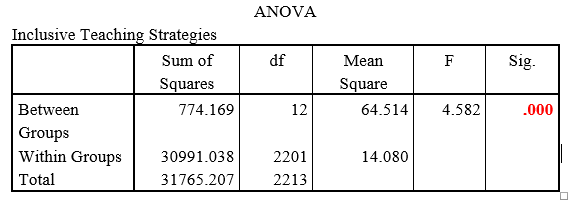 ANOVA
Inclusive Teaching Strategies
Sum of Squares df Mean Square F Sig.
Between Groups 774.169 12 64.514 4.582 .000
Within Groups 30991.038 2201 14.080
Total 31765.207 2213